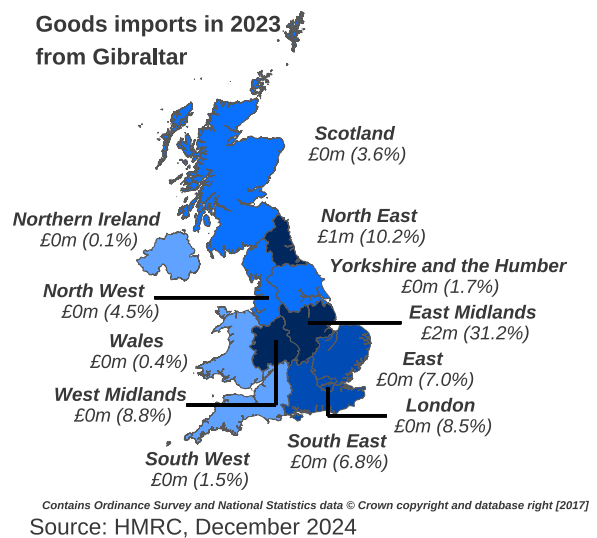 Goods imports in 2023
from Gibraltar
Scotland
£0m (3.6%)
Northern Ireland
£0m (0.1%)
North East
£1m (10.2%)
Yorkshire and the Humber
£0m (1.7%)
North West
£0m (4.5%)
East Midlands
£2m (31.2%)
Wales
£0m (0.4%)
East
£0m (7.0%)
West Midlands
£0m (8.8%)
London
£0m (8.5%)
South East
£0m (6.8%)
South West
£0m (1.5%)
Contains Ordinance Survey and National Statistics data © Crown copyright and database right [2017]
Source: HMRC, December 2024